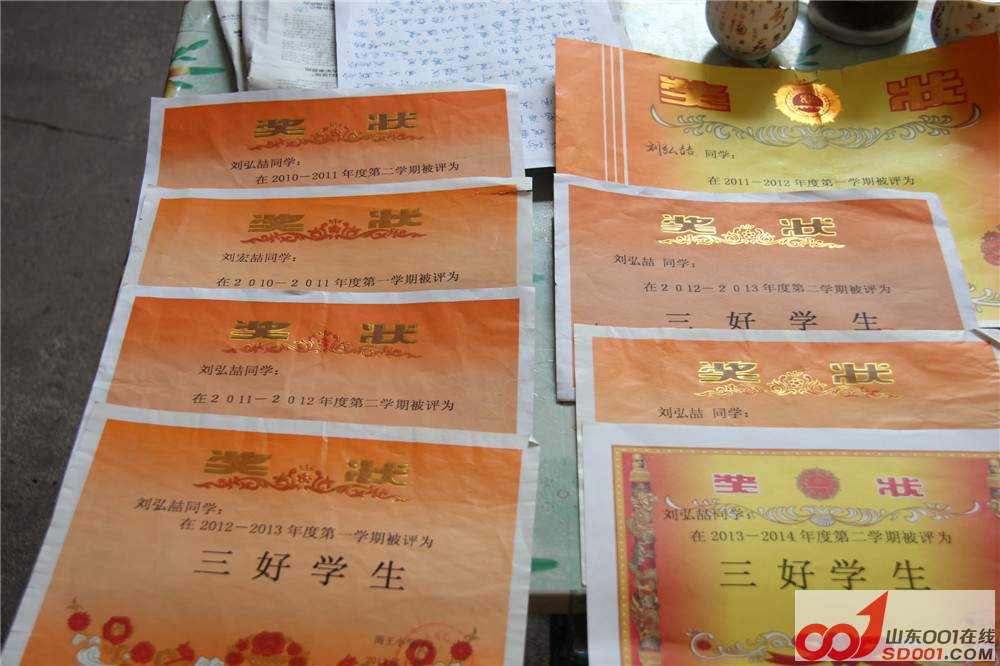 奖 状
刘弘喆同学:
在2010-2011年度第二学期被评为
奖 状
刘宏喆同学:
在2010-2011年度第一学期被评为
奖 状
刘弘喆同学:
在2011-2012年度第二学期被评为
奖 状
刘弘喆同学:
在2012-2013年度第一学期被评为
三好学生
奖 状
刘弘喆 同学:
在2011-2012年度第一学期被评为
奖 状
刘弘喆 同学:
在2012-2013年度第二学期被评为
三好学生
奖 状
刘弘喆 同学:
奖 状
刘弘喆同学:
在2013-2014年度第二学期被评为
三好学生
山东001在线
SD001.COM